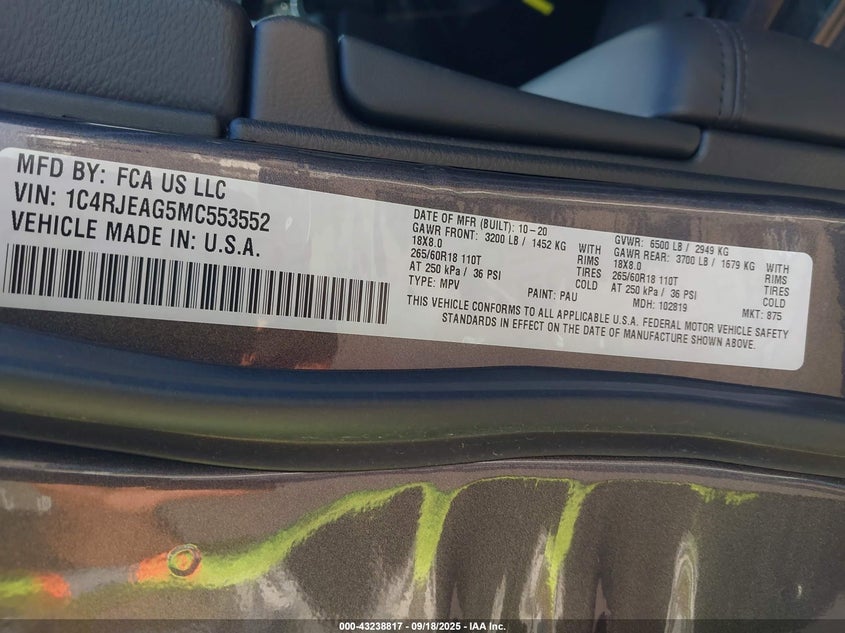 MFD BY: FCA US LLC
VIN: 1C4RJEAG5MC553552
VEHICLE MADE IN: U.S.A.
DATE OF MFR (BUILT): 10-20
GAWR FRONT: 3200 LB / 1452 KG WITH
18X8.0 RIMS
265/60R18 110T TIRES
AT 250 kPa / 36 PSI COLD
TYPE: MPV PAINT: PAU
GVWR: 6500 LB / 2949 KG
GAWR REAR: 3700 LB / 1679 KG WITH
18X8.0 RIMS
265/60R18 110T TIRES
AT 250 kPa / 36 PSI COLD
MDH: 102819 MKT: 875
THIS VEHICLE CONFORMS TO ALL APPLICABLE U.S.A. FEDERAL MOTOR VEHICLE SAFETY
STANDARDS IN EFFECT ON THE DATE OF MANUFACTURE SHOWN ABOVE.
000-43238817 - 09/18/2025 - IAA, Inc.